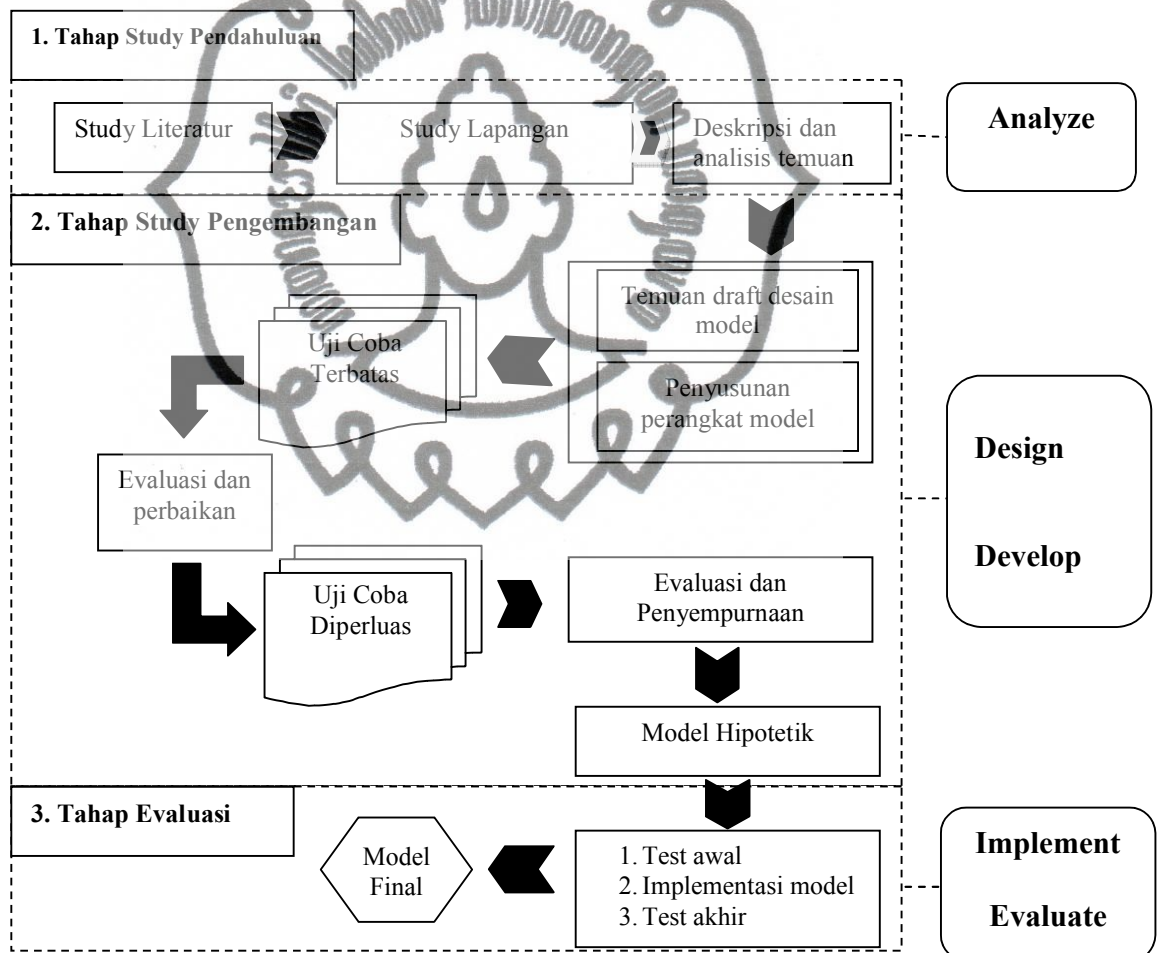 1. Tahap Study Pendahuluan
Study Literatur
Study Lapangan
Deskripsi dan
analisis temuan
Analyze
2. Tahap Study Pengembangan
Temuan draft desain
model
Penyusunan
perangkat model
Uji Coba
Terbatas
Evaluasi dan
perbaikan
Design
Develop
Uji Coba
Diperluas
Evaluasi dan
Penyempurnaan
Model Hipotetik
3. Tahap Evaluasi
1. Test awal
2. Implementasi model
3. Test akhir
Model
Final
Implement
Evaluate